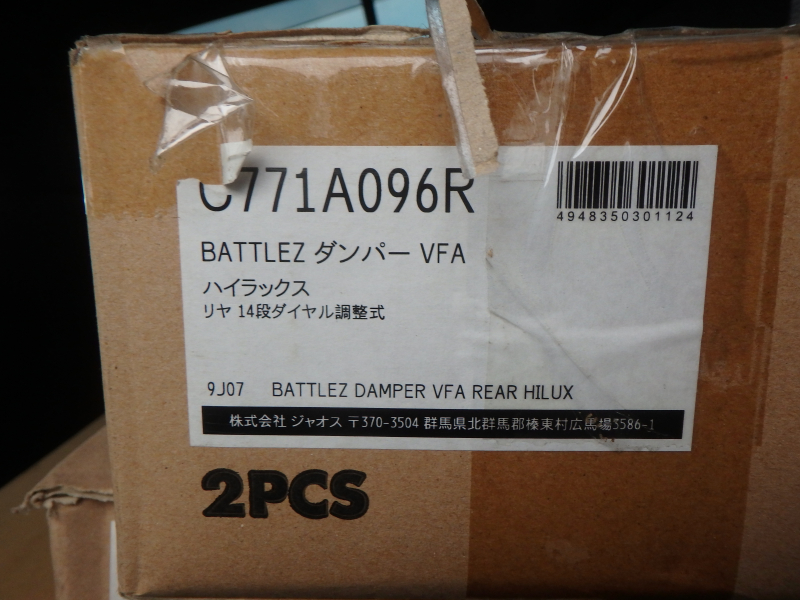 C771A096R
4948350301124
BATTLEZ ダンパー VFA
ハイラックス
リヤ 14段ダイヤル調整式
9J07 BATTLEZ DAMPER VFA REAR HILUX
株式会社 ジャオス 〒370-3504 群馬県北群馬郡榛東村広馬場3586-1
2PCS